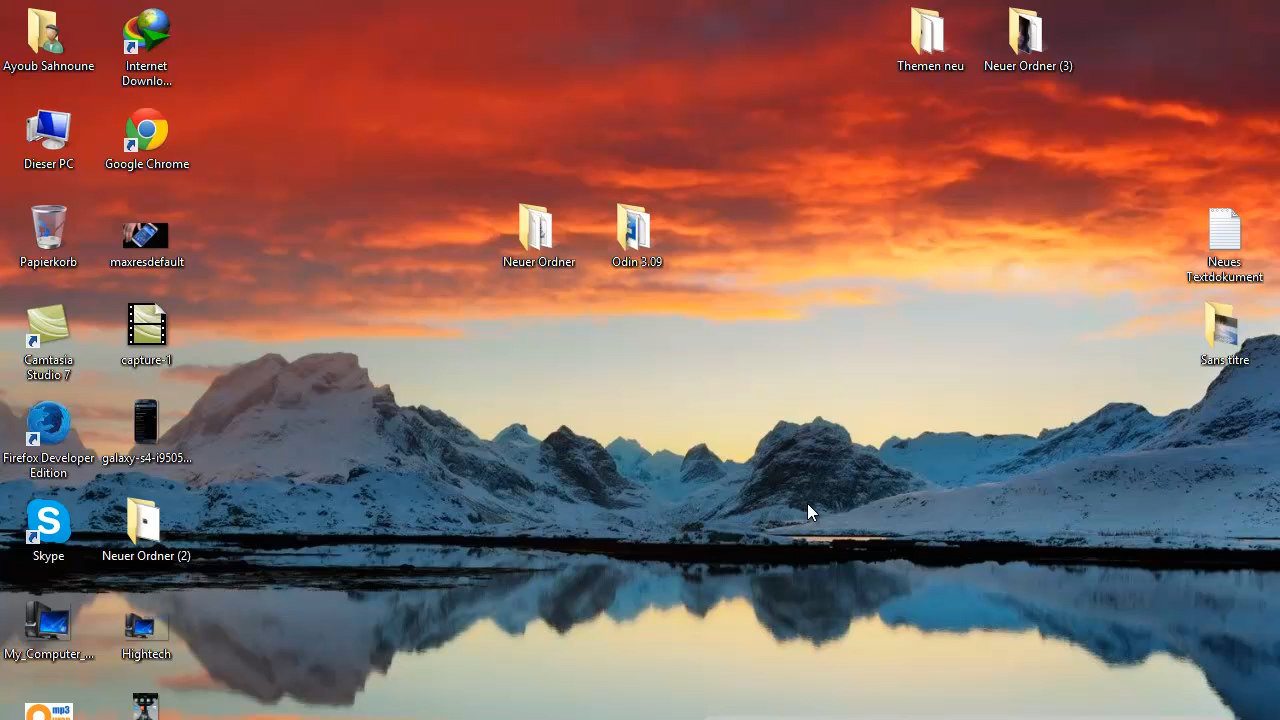 Ayoub Sahnoune
Internet
Downlo...
Themen neu
Neuer Ordner (3)
Dieser PC
Google Chrome
Papierkorb
maxresdefault
Neuer Ordner
Odin 3.09
Neues
Textdokument
Camtasia
Studio 7
capture-1
Sans titre
Firefox Developer
Edition
galaxy-s4-i9505...
S
Skype
Neuer Ordner (2)
My_Computer_...
Hightech
mp3